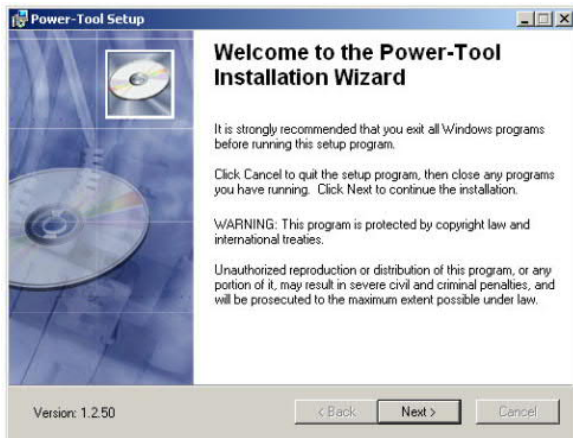 Power-Tool Setup
Welcome to the Power-Tool
Installation Wizard
It is strongly recommended that you exit all Windows programs
before running this setup program.
Click Cancel to quit the setup program, then close any programs
you have running. Click Next to continue the installation.
WARNING: This program is protected by copyright law and
international treaties.
Unauthorized reproduction or distribution of this program, or any
portion of it, may result in severe civil and criminal penalties, and
will be prosecuted to the maximum extent possible under law.
Version: 1.2.50
< Back Next > Cancel